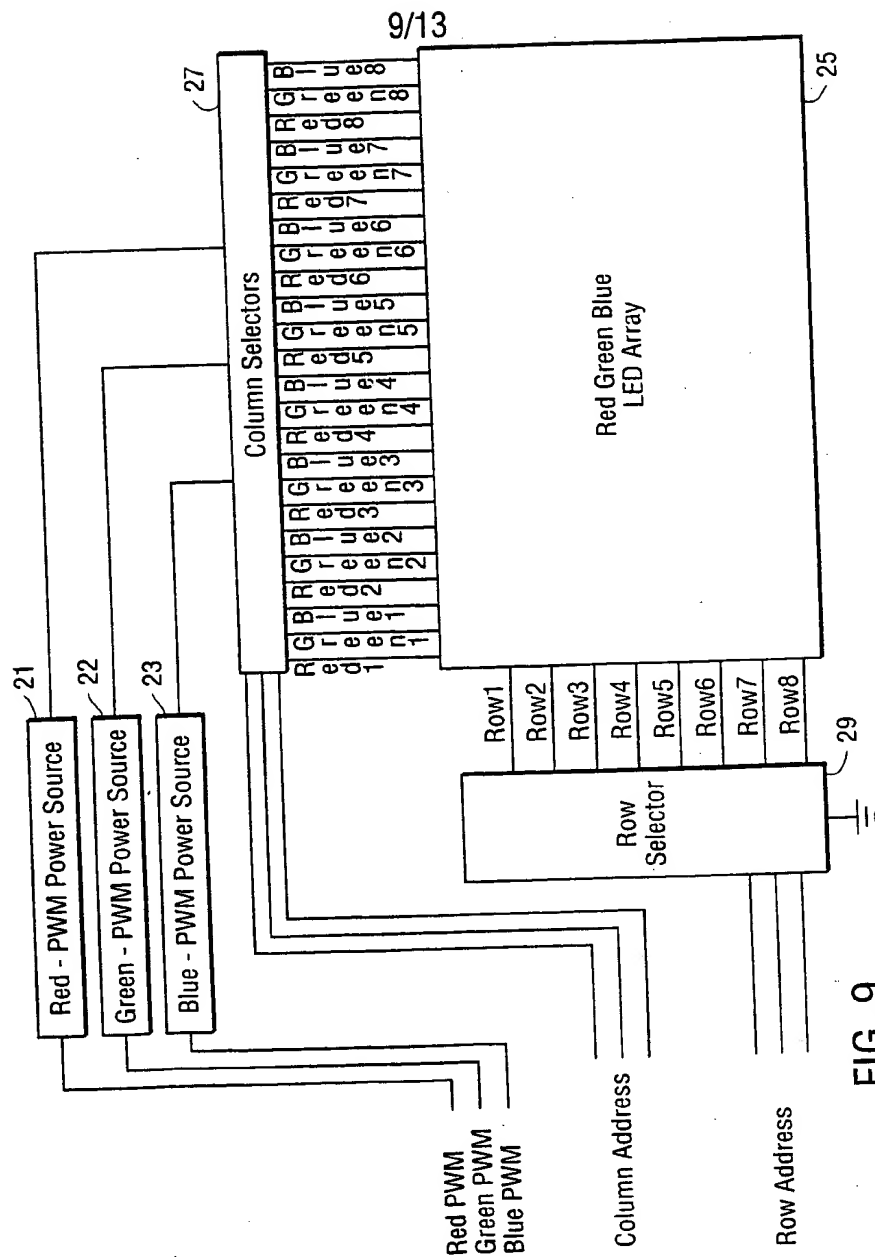 9/13
21
Red - PWM Power Source
22
Green - PWM Power Source
23
Blue - PWM Power Source
27
Column Selectors
Red1
Green1
Blue1
Red2
Green2
Blue2
Red3
Green3
Blue3
Red4
Green4
Blue4
Red5
Green5
Blue5
Red6
Green6
Blue6
Red7
Green7
Blue7
Red8
Green8
Blue8
Red PWM
Green PWM
Blue PWM
Column Address
Row Address
Row1
Row2
Row3
Row4
Row5
Row6
Row7
Row8
Row
Selector
29
Red Green Blue
LED Array
25
FIG. 9